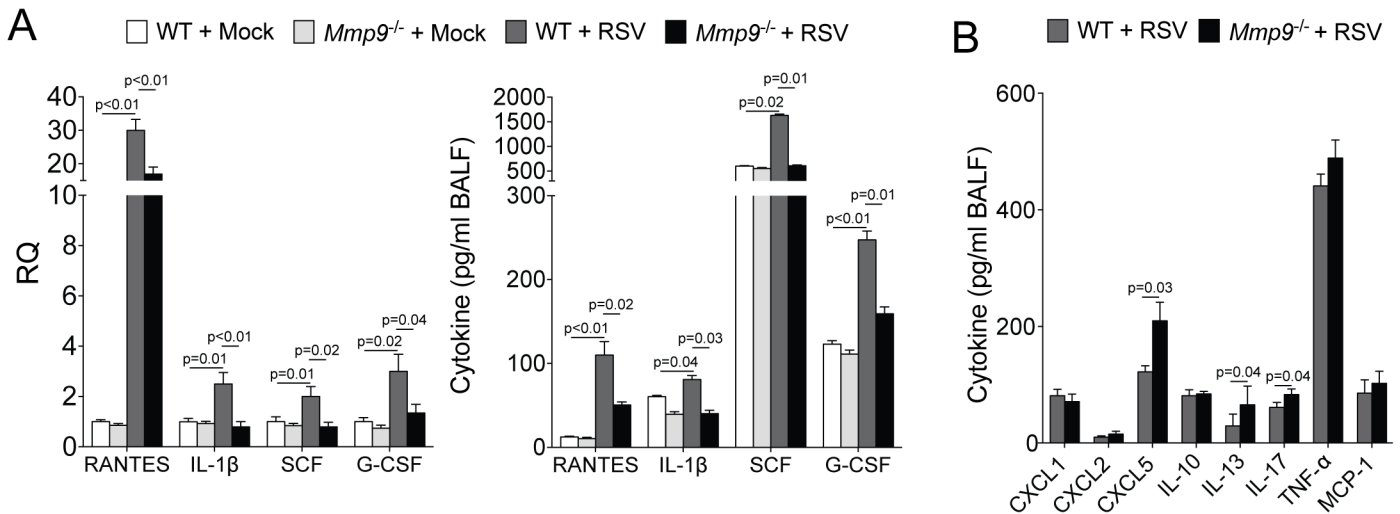 A
WT + Mock Mmp9-/- + Mock WT + RSV Mmp9-/- + RSV
RQ
40
30
20
10
8
6
4
2
0
p<0.01
p<0.01
p=0.01
p<0.01
p=0.01
p=0.02
p=0.02
p=0.04
RANTES IL-1β SCF G-CSF
Cytokine (pg/ml BALF)
2000
1500
1000
500
300
200
100
0
p<0.01
p=0.02
p=0.04
p=0.03
p=0.02
p=0.01
p<0.01
p=0.01
RANTES IL-1β SCF G-CSF
B
WT + RSV Mmp9-/- + RSV
Cytokine (pg/ml BALF)
600
400
200
0
p=0.03
p=0.04
p=0.04
CXCL1 CXCL2 CXCL5 IL-10 IL-13 IL-17 TNF-α MCP-1